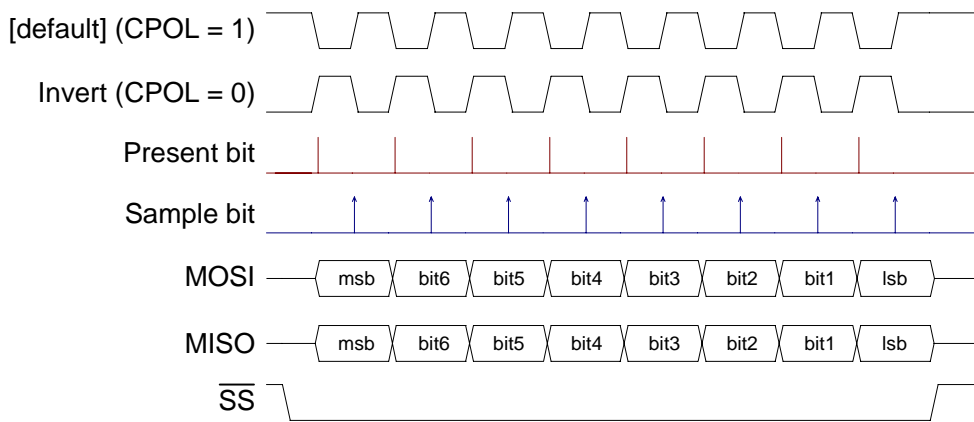 [default] (CPOL = 1)
Invert (CPOL = 0)
Present bit
Sample bit
MOSI msb bit6 bit5 bit4 bit3 bit2 bit1 lsb
MISO msb bit6 bit5 bit4 bit3 bit2 bit1 lsb
SS